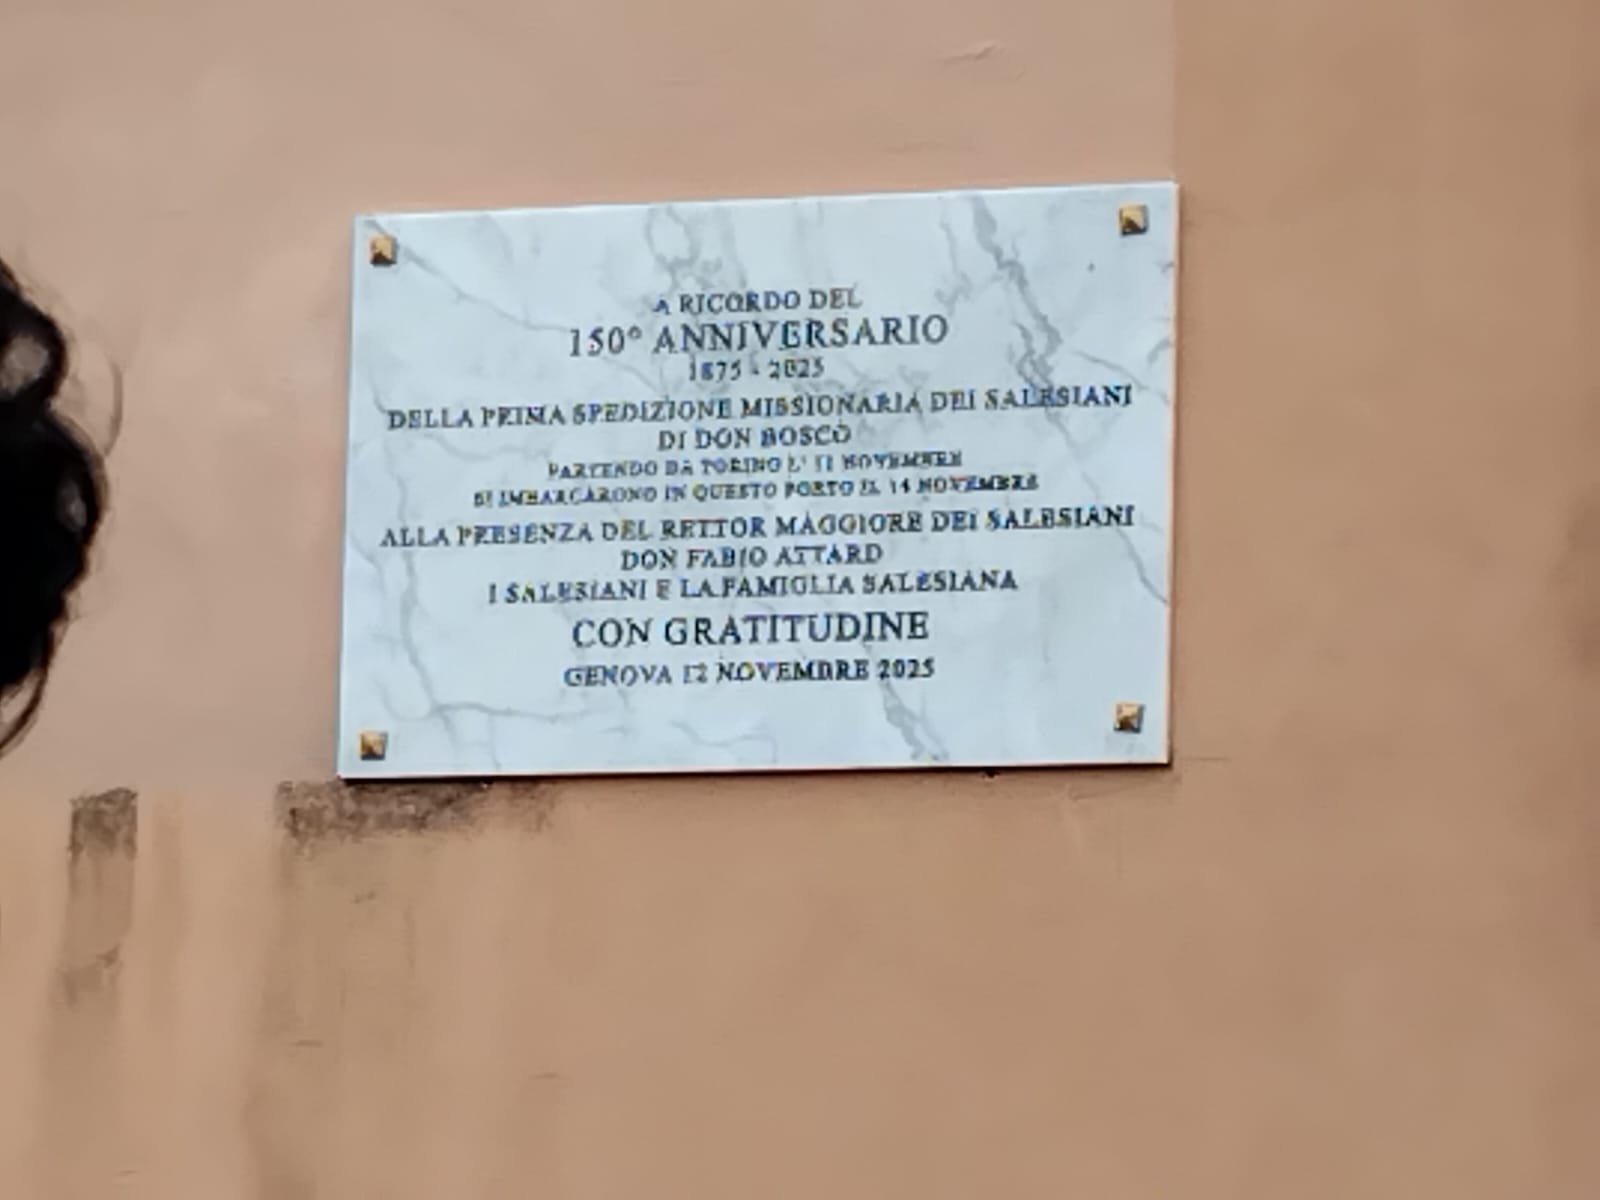 A RICORDO DEL
150° ANNIVERSARIO
1875 - 2025
DELLA PRIMA SPEDIZIONE MISSIONARIA DEI SALESIANI
DI DON BOSCO
PARTENDO DA TORINO L' 11 NOVEMBRE
SI IMBARCARONO IN QUESTO PORTO IL 14 NOVEMBRE
ALLA PRESENZA DEL RETTOR MAGGIORE DEI SALESIANI
DON FABIO ATTARD
I SALESIANI E LA FAMIGLIA SALESIANA
CON GRATITUDINE
GENOVA 12 NOVEMBRE 2025